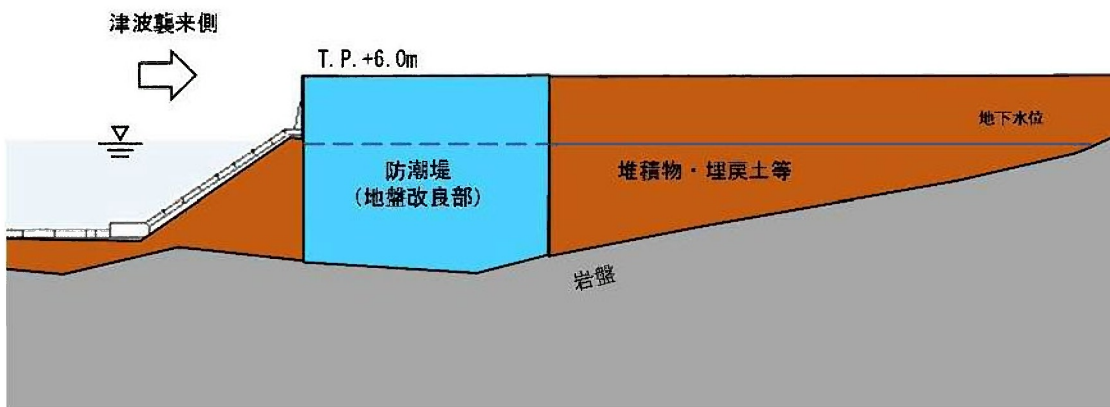 津波襲来側
T.P.+6.0m
地下水位
防潮堤
(地盤改良部)
堆積物・埋戻土等
岩盤